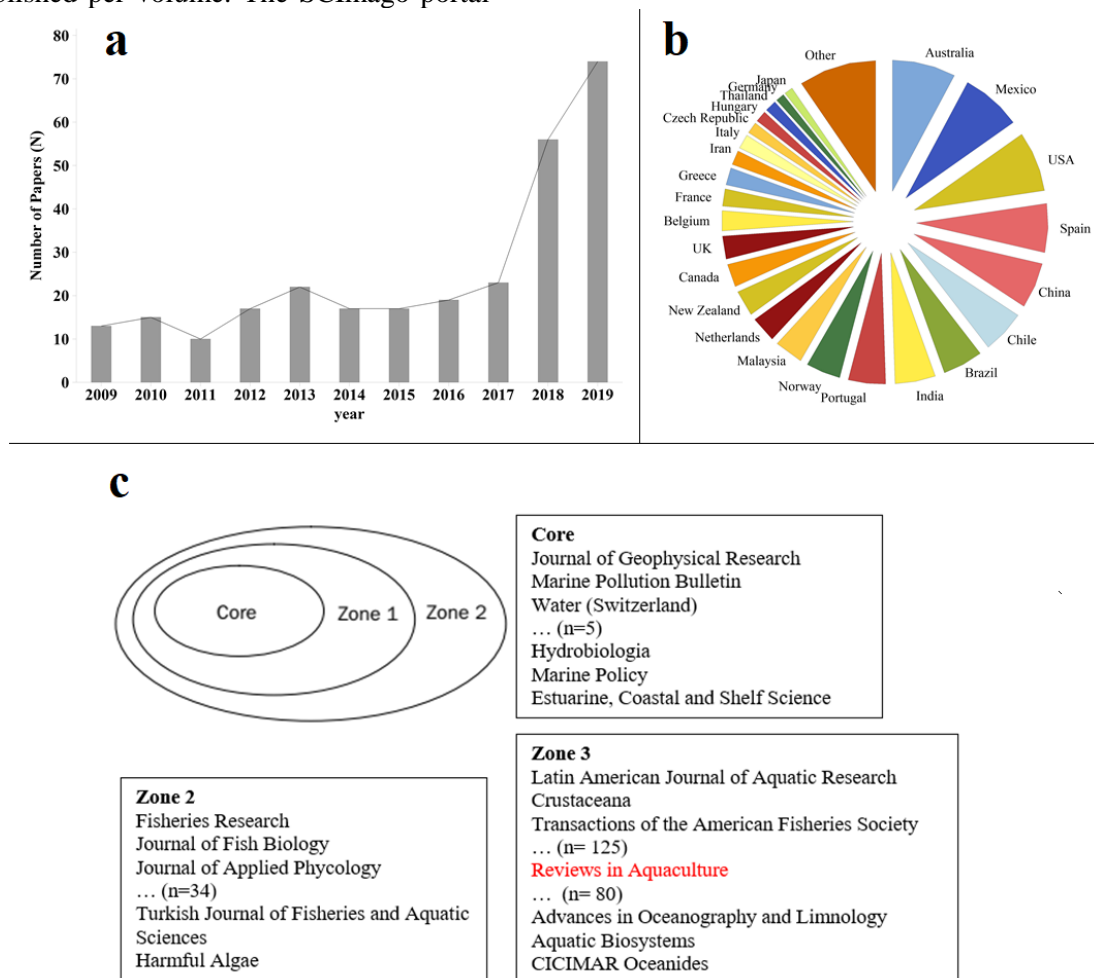 blished per volume. The SCImago portal
a
Number of Papers (N)
80
70
60
50
40
30
20
10
0
2009 2010 2011 2012 2013 2014 2015 2016 2017 2018 2019
year
b
Other
Australia
Mexico
USA
Spain
China
Chile
Brazil
India
Portugal
Norway
Malaysia
Netherlands
New Zealand
Canada
UK
Belgium
France
Greece
Iran
Italy
Czech Republic
Hungary
Thailand
Germany
Japan
c
Core Zone 1 Zone 2
Core
Journal of Geophysical Research
Marine Pollution Bulletin
Water (Switzerland)
... (n=5)
Hydrobiologia
Marine Policy
Estuarine, Coastal and Shelf Science
Zone 2
Fisheries Research
Journal of Fish Biology
Journal of Applied Phycology
... (n=34)
Turkish Journal of Fisheries and Aquatic
Sciences
Harmful Algae
Zone 3
Latin American Journal of Aquatic Research
Crustaceana
Transactions of the American Fisheries Society
... (n= 125)
Reviews in Aquaculture
... (n= 80)
Advances in Oceanography and Limnology
Aquatic Biosystems
CICIMAR Oceanides